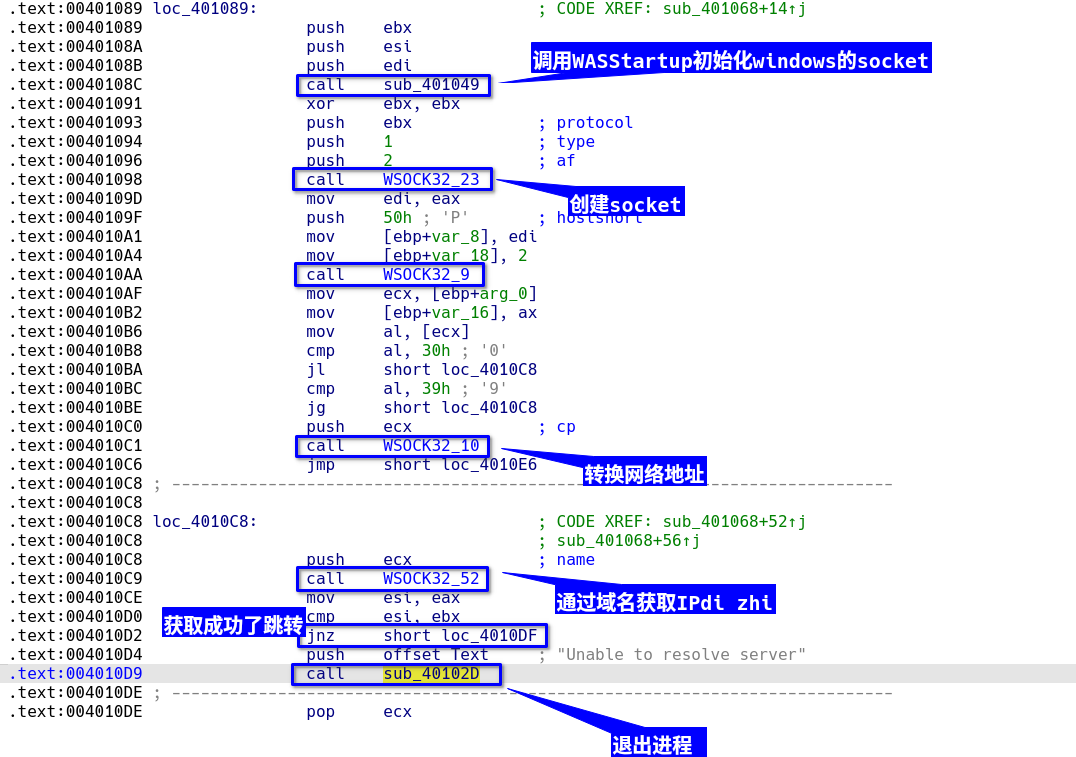 .text:00401089 loc_401089: ; CODE XREF: sub_401068+14↑j
.text:00401089 push ebx
.text:0040108A push esi
.text:0040108B push edi
调用WASStartup初始化windows的socket
.text:0040108C call sub_401049
.text:00401091 xor ebx, ebx
.text:00401093 push ebx ; protocol
.text:00401094 push 1 ; type
.text:00401096 push 2 ; af
.text:00401098 call WSOCK32_23
.text:0040109D mov edi, eax
创建socket
.text:0040109F push 50h ; 'P' ; hostshort
.text:004010A1 mov [ebp+var_8], edi
.text:004010A4 mov [ebp+var_18], 2
.text:004010AA call WSOCK32_9
.text:004010AF mov ecx, [ebp+arg_0]
.text:004010B2 mov [ebp+var_16], ax
.text:004010B6 mov al, [ecx]
.text:004010B8 cmp al, 30h ; '0'
.text:004010BA jl short loc_4010C8
.text:004010BC cmp al, 39h ; '9'
.text:004010BE jg short loc_4010C8
.text:004010C0 push ecx ; cp
.text:004010C1 call WSOCK32_10
.text:004010C6 jmp short loc_4010E6
转换网络地址
.text:004010C8 ; ---------------------------------------------------------------------------
.text:004010C8
.text:004010C8 loc_4010C8: ; CODE XREF: sub_401068+52↑j
.text:004010C8 ; sub_401068+56↑j
.text:004010C8 push ecx ; name
.text:004010C9 call WSOCK32_52
.text:004010CE mov esi, eax
通过域名获取IPdi zhi
.text:004010D0 cmp esi, ebx
获取成功了跳转
.text:004010D2 jnz short loc_4010DF
.text:004010D4 push offset Text ; "Unable to resolve server"
.text:004010D9 call sub_40102D
.text:004010DE ; ---------------------------------------------------------------------------
.text:004010DE pop ecx
退出进程